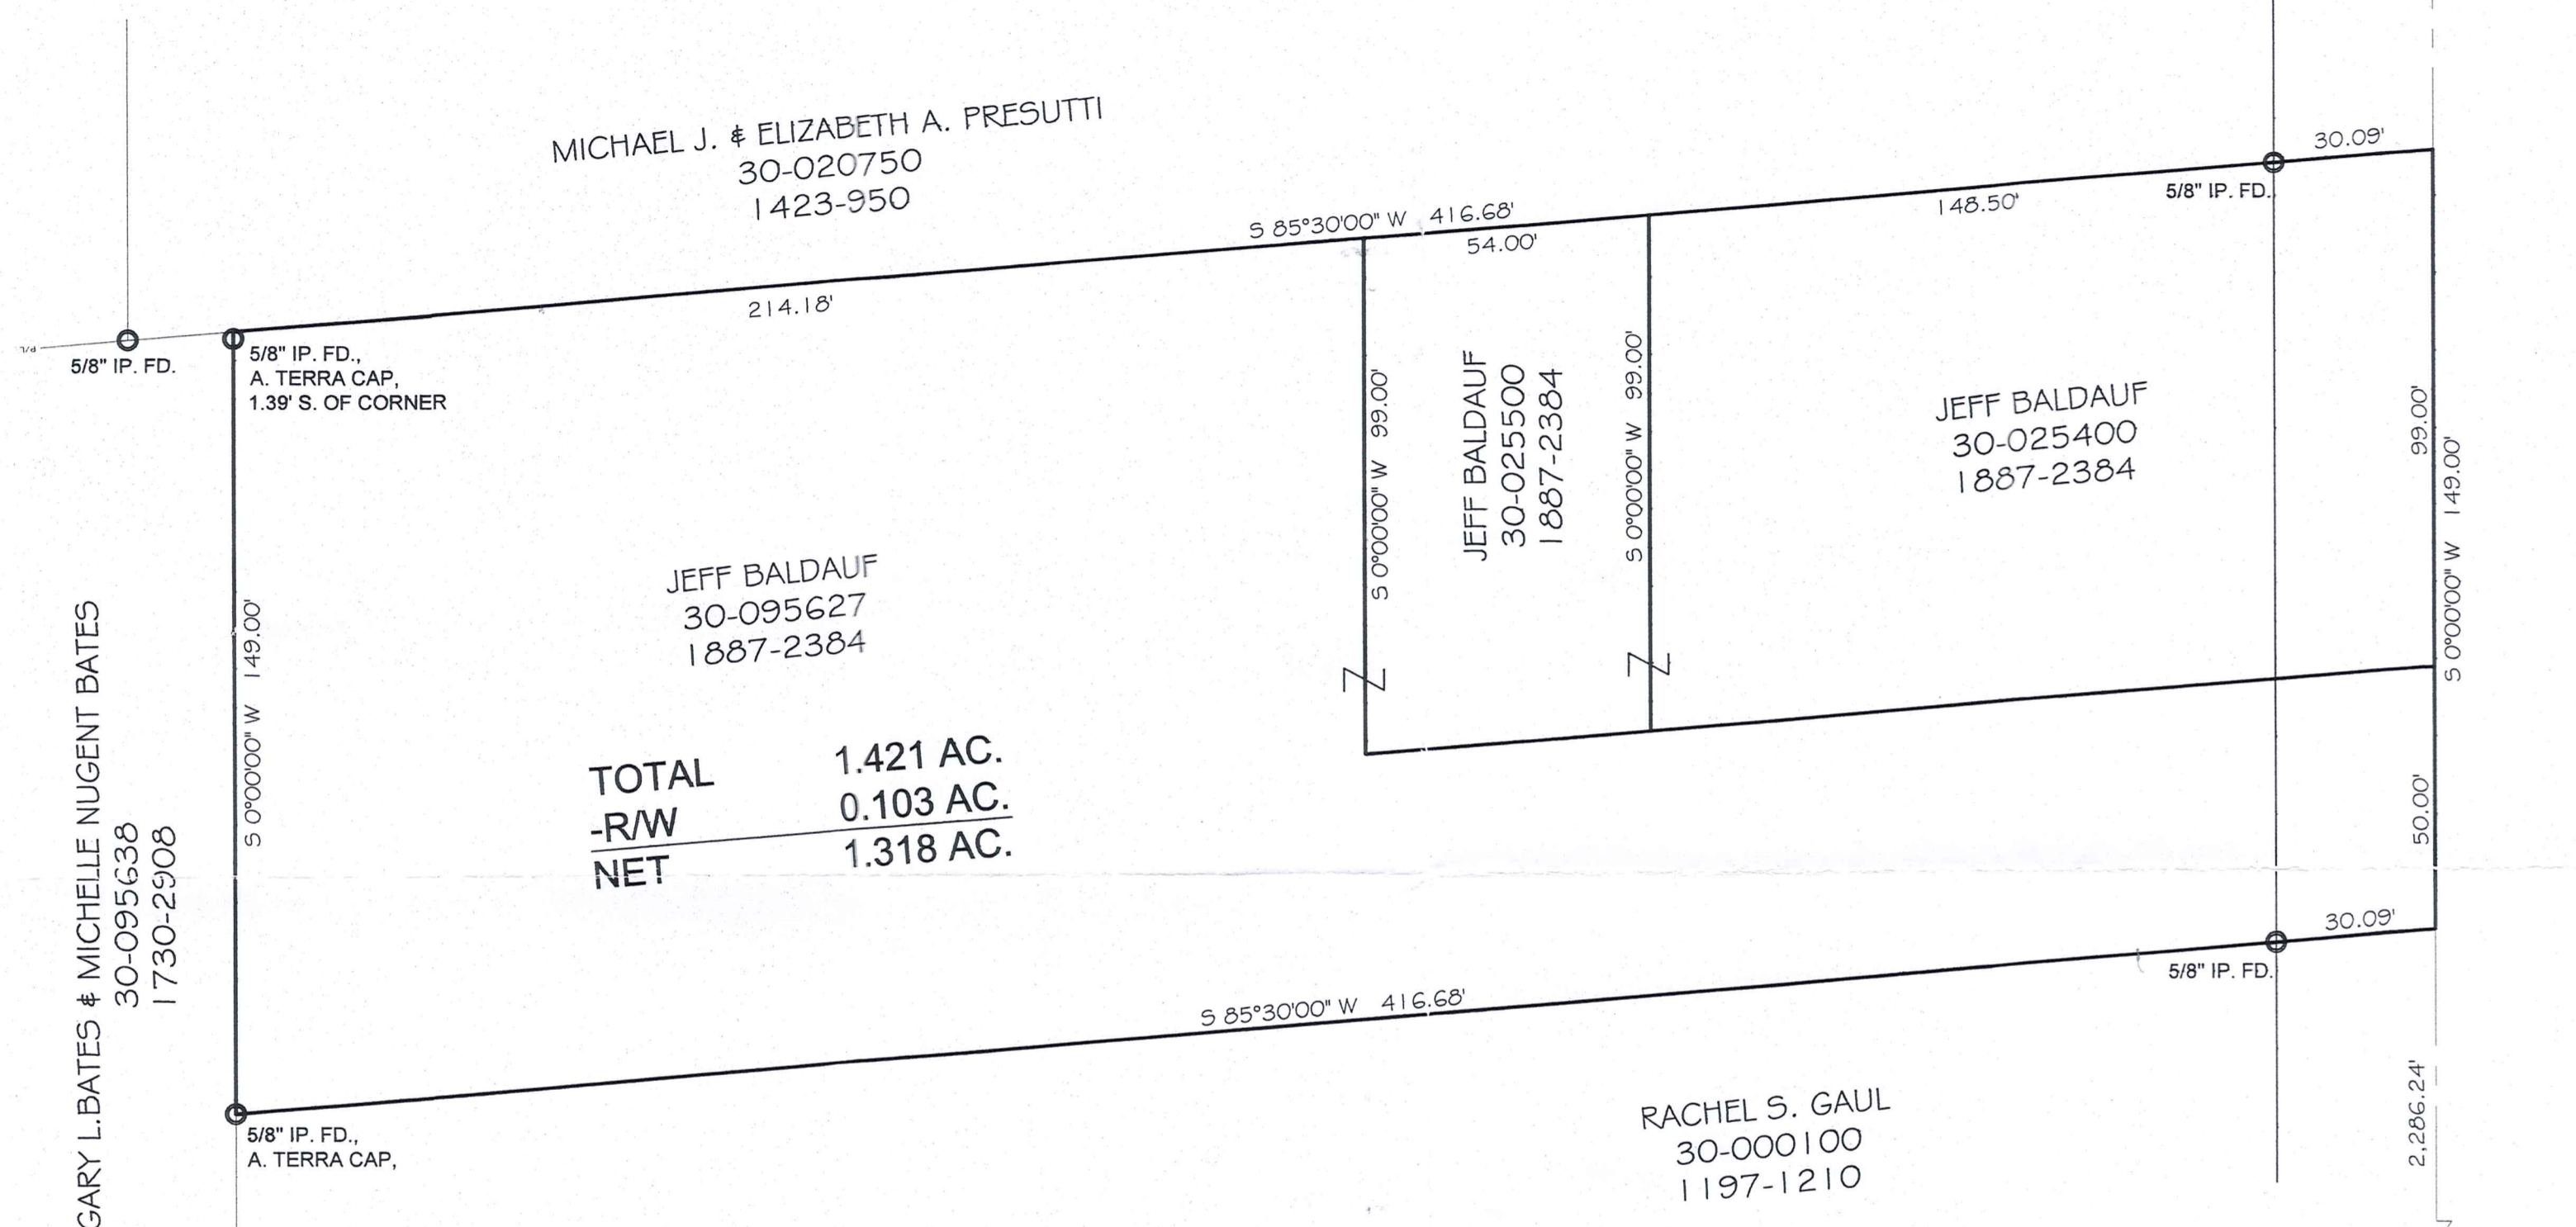 MICHAEL J. & ELIZABETH A. PRESUTTI
30-020750
1423-950
30.09'
5/8" IP. FD.
148.50'
S 85°30'00" W 416.68'
54.00'
214.18'
P/L
5/8" IP. FD.
5/8" IP. FD.,
A. TERRA CAP,
1.39' S. OF CORNER
S 0°00'00" W 99.00'
JEFF BALDAUF
30-025500
1887-2384
S 0°00'00" W 99.00'
JEFF BALDAUF
30-025400
1887-2384
99.00'
S 0°00'00" W 149.00'
JEFF BALDAUF
30-095627
1887-2384
S 0°00'00" W 149.00'
GARY L.BATES & MICHELLE NUGENT BATES
30-095638
1730-2908
TOTAL 1.421 AC.
-R/W 0.103 AC.
NET 1.318 AC.
50.00'
30.09'
5/8" IP. FD.
S 85°30'00" W 416.68'
5/8" IP. FD.,
A. TERRA CAP,
RACHEL S. GAUL
30-000100
1197-1210
2,286.24'